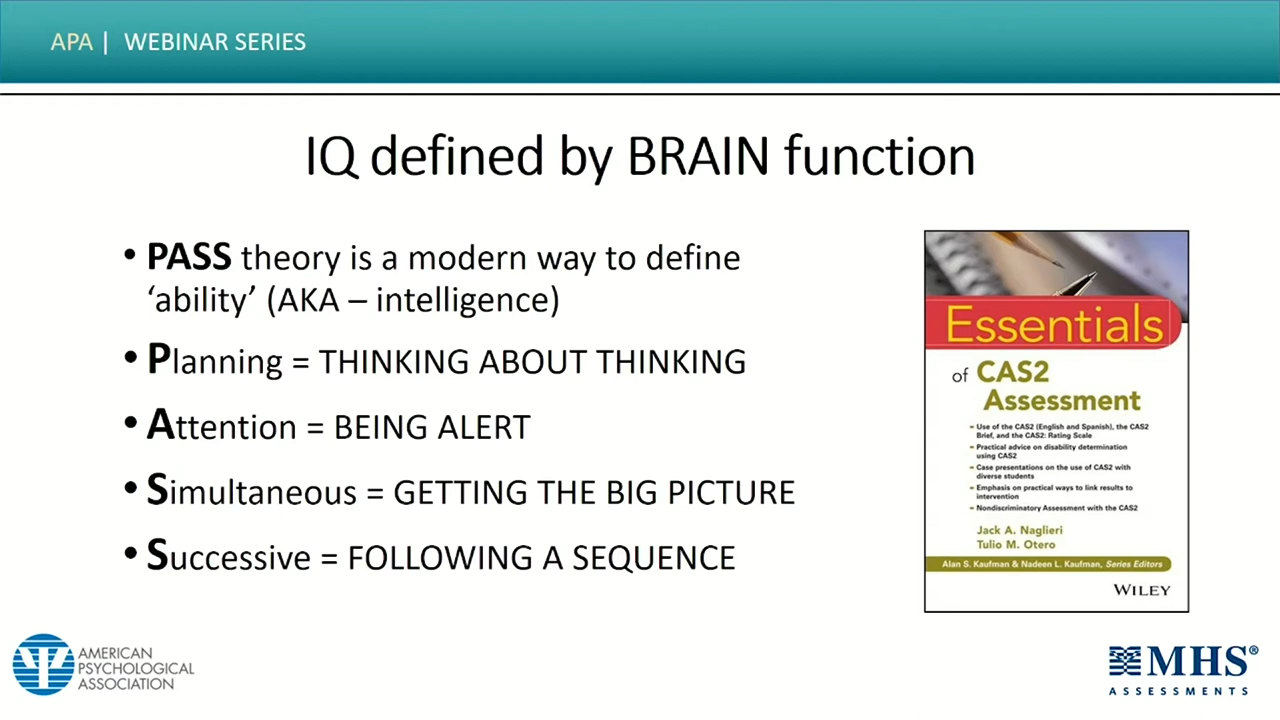 APA | WEBINAR SERIES
IQ defined by BRAIN function
• PASS theory is a modern way to define
‘ability’ (AKA – intelligence)
• Planning = THINKING ABOUT THINKING
• Attention = BEING ALERT
• Simultaneous = GETTING THE BIG PICTURE
• Successive = FOLLOWING A SEQUENCE
Essentials
of CAS2
Assessment
Use of the CAS2 (English and Spanish), the CAS2
Brief, and the CAS2: Rating Scale
Practical advice on disability determination
using CAS2
Case presentations on the use of CAS2 with
diverse students
Emphasis on practical ways to link results to
intervention
Nondiscriminatory Assessment with the CAS2
Jack A. Naglieri
Tulio M. Otero
Alan S. Kaufman & Nadeen L. Kaufman, Series Editors
WILEY
AMERICAN
PSYCHOLOGICAL
ASSOCIATION
MHS®
ASSESSMENTS